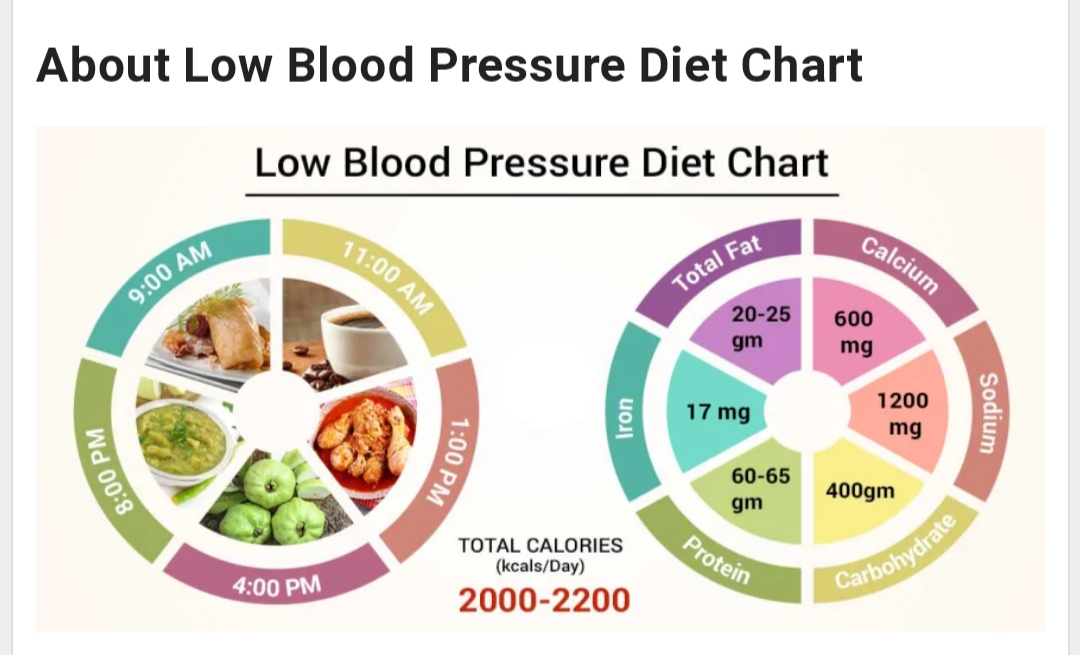 About Low Blood Pressure Diet Chart
Low Blood Pressure Diet Chart
9:00 AM
11:00 AM
1:00 PM
4:00 PM
8:00 PM
TOTAL CALORIES
(kcals/Day)
2000-2200
Total Fat
20-25
gm
Calcium
600
mg
Sodium
1200
mg
Carbohydrate
400gm
Protein
60-65
gm
Iron
17 mg